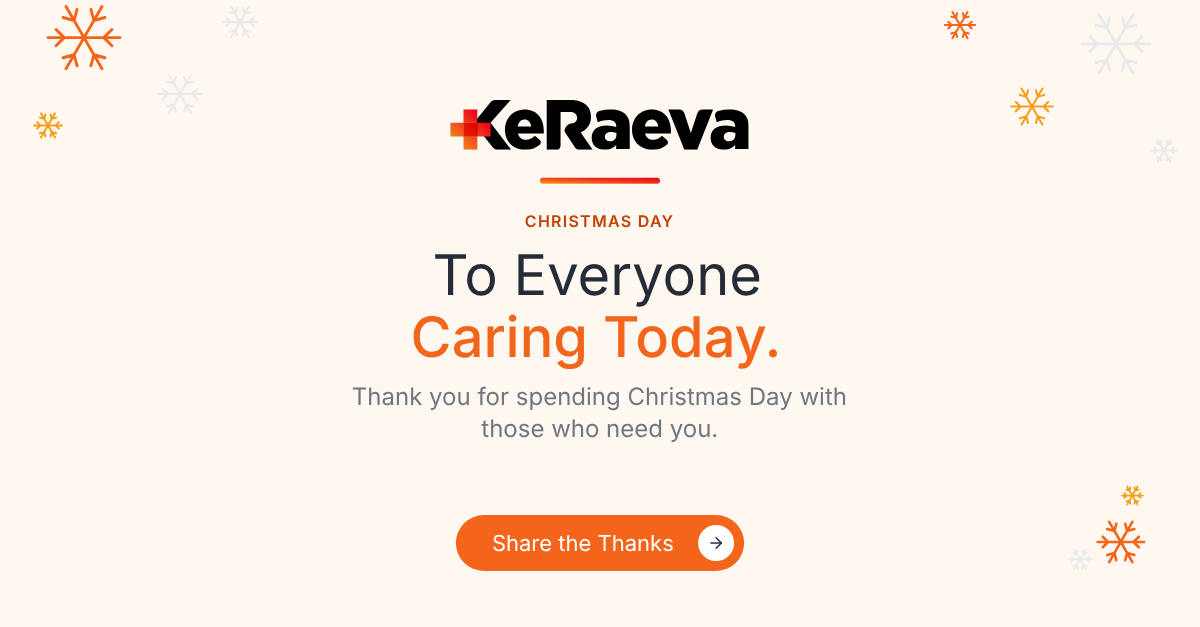 KeRaeva
CHRISTMAS DAY
To Everyone
Caring Today.
Thank you for spending Christmas Day with
those who need you.
Share the Thanks